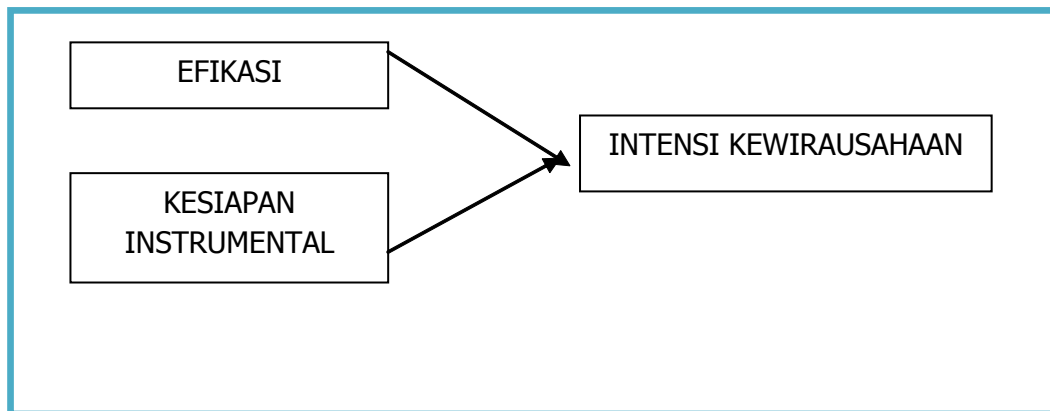 EFIKASI
INTENSI KEWIRAUSAHAAN
KESIAPAN
INSTRUMENTAL